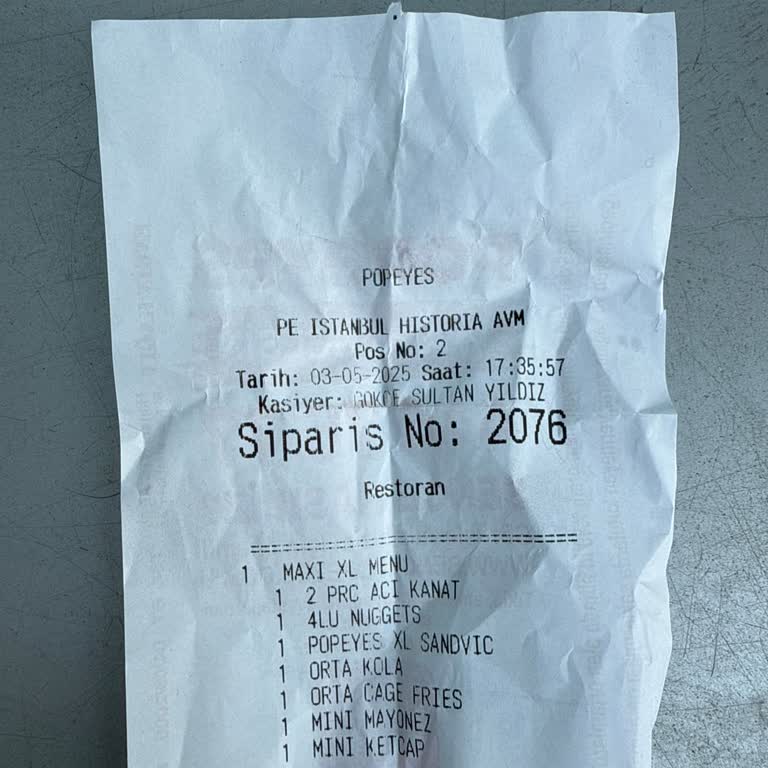 POPEYES
PE ISTANBUL HISTORIA AVM
Pos No: 2
Tarih: 03-05-2025 Saat: 17:35:57
Kasiyer: GOKCE SULTAN YILDIZ
Siparis No: 2076
Restoran
==========================================
1 MAXI XL MENU
1 2 PRC ACI KANAT
1 4LU NUGGETS
1 POPEYES XL SANDVIC
1 ORTA KOLA
1 ORTA CAGE FRIES
1 MINI MAYONEZ
1 MINI KETCAP